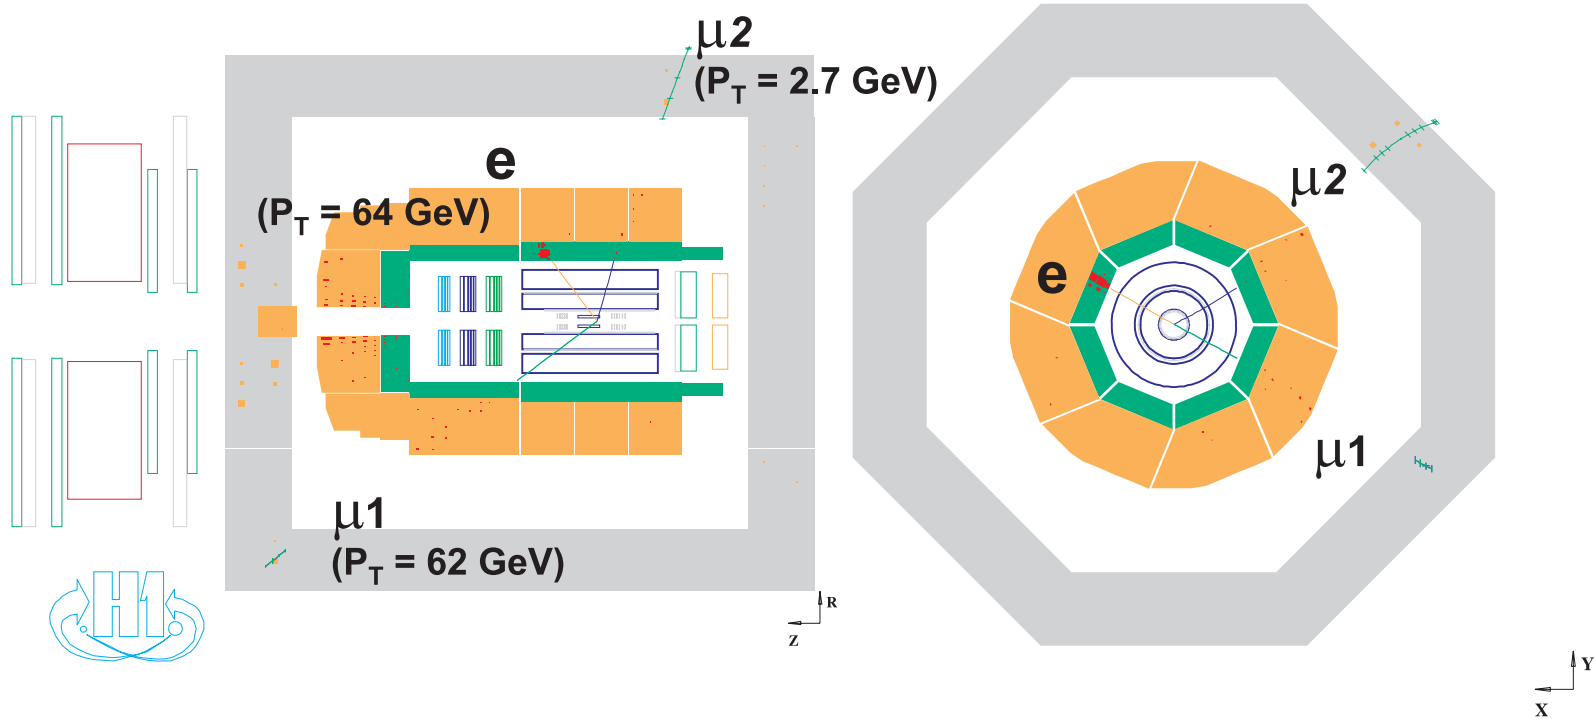 μ2
(P_T = 2.7 GeV)
e
(P_T = 64 GeV)
μ1
(P_T = 62 GeV)
H1
R
Z
μ2
e
μ1
Y
X